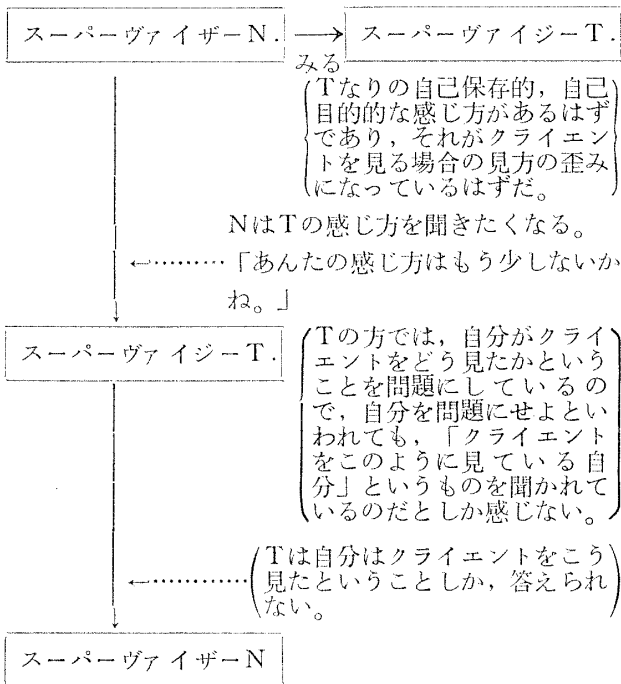 スーパーヴァイザーN. → スーパーヴァイジーT.
みる
(Tなりの自己保存的,自己
目的的な感じ方があるはず
であり,それがクライエン
トを見る場合の見方の歪み
になっているはずだ。)
NはTの感じ方を聞きたくなる。
←………「あんたの感じ方はもう少しないか
ね。」
スーパーヴァイジーT.
(Tの方では,自分がクライ
エントをどう見たかという
ことを問題にしているの
で,自分を問題にせよとい
われても,「クライエント
をこのように見ている自
分」というものを聞かれて
いるのだとしか感じない。)
←…………(Tは自分はクライエントをこう
見たということしか,答えられ
ない。)
スーパーヴァイザーN